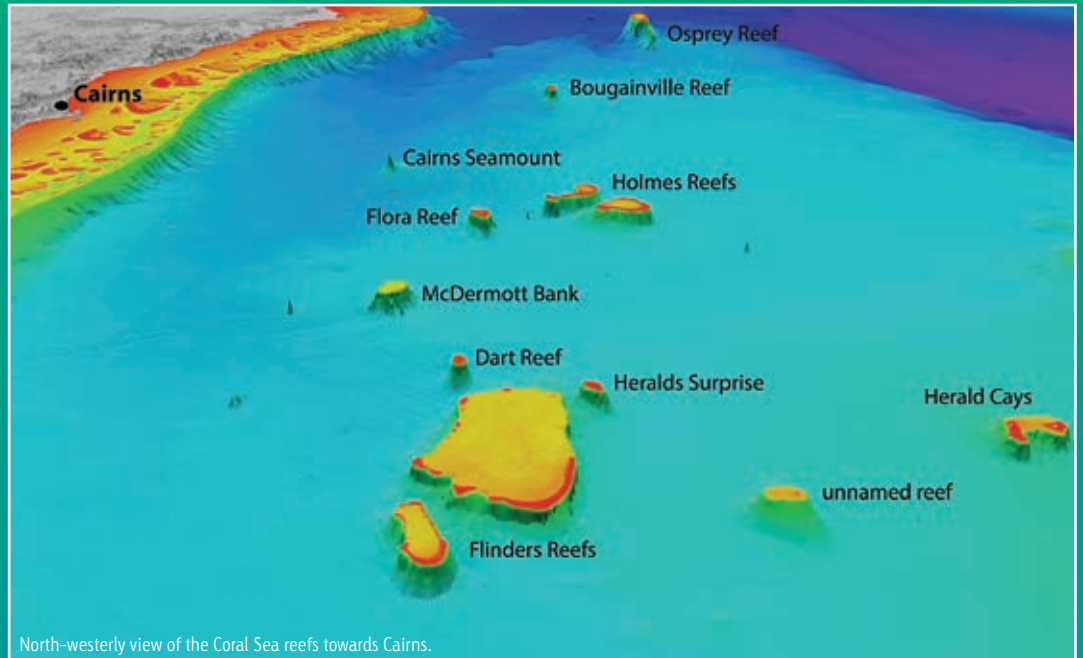 Osprey Reef
Bougainville Reef
Cairns
Cairns Seamount
Holmes Reefs
Flora Reef
McDermott Bank
Dart Reef
Heralds Surprise
Herald Cays
unnamed reef
Flinders Reefs
North-westerly view of the Coral Sea reefs towards Cairns.